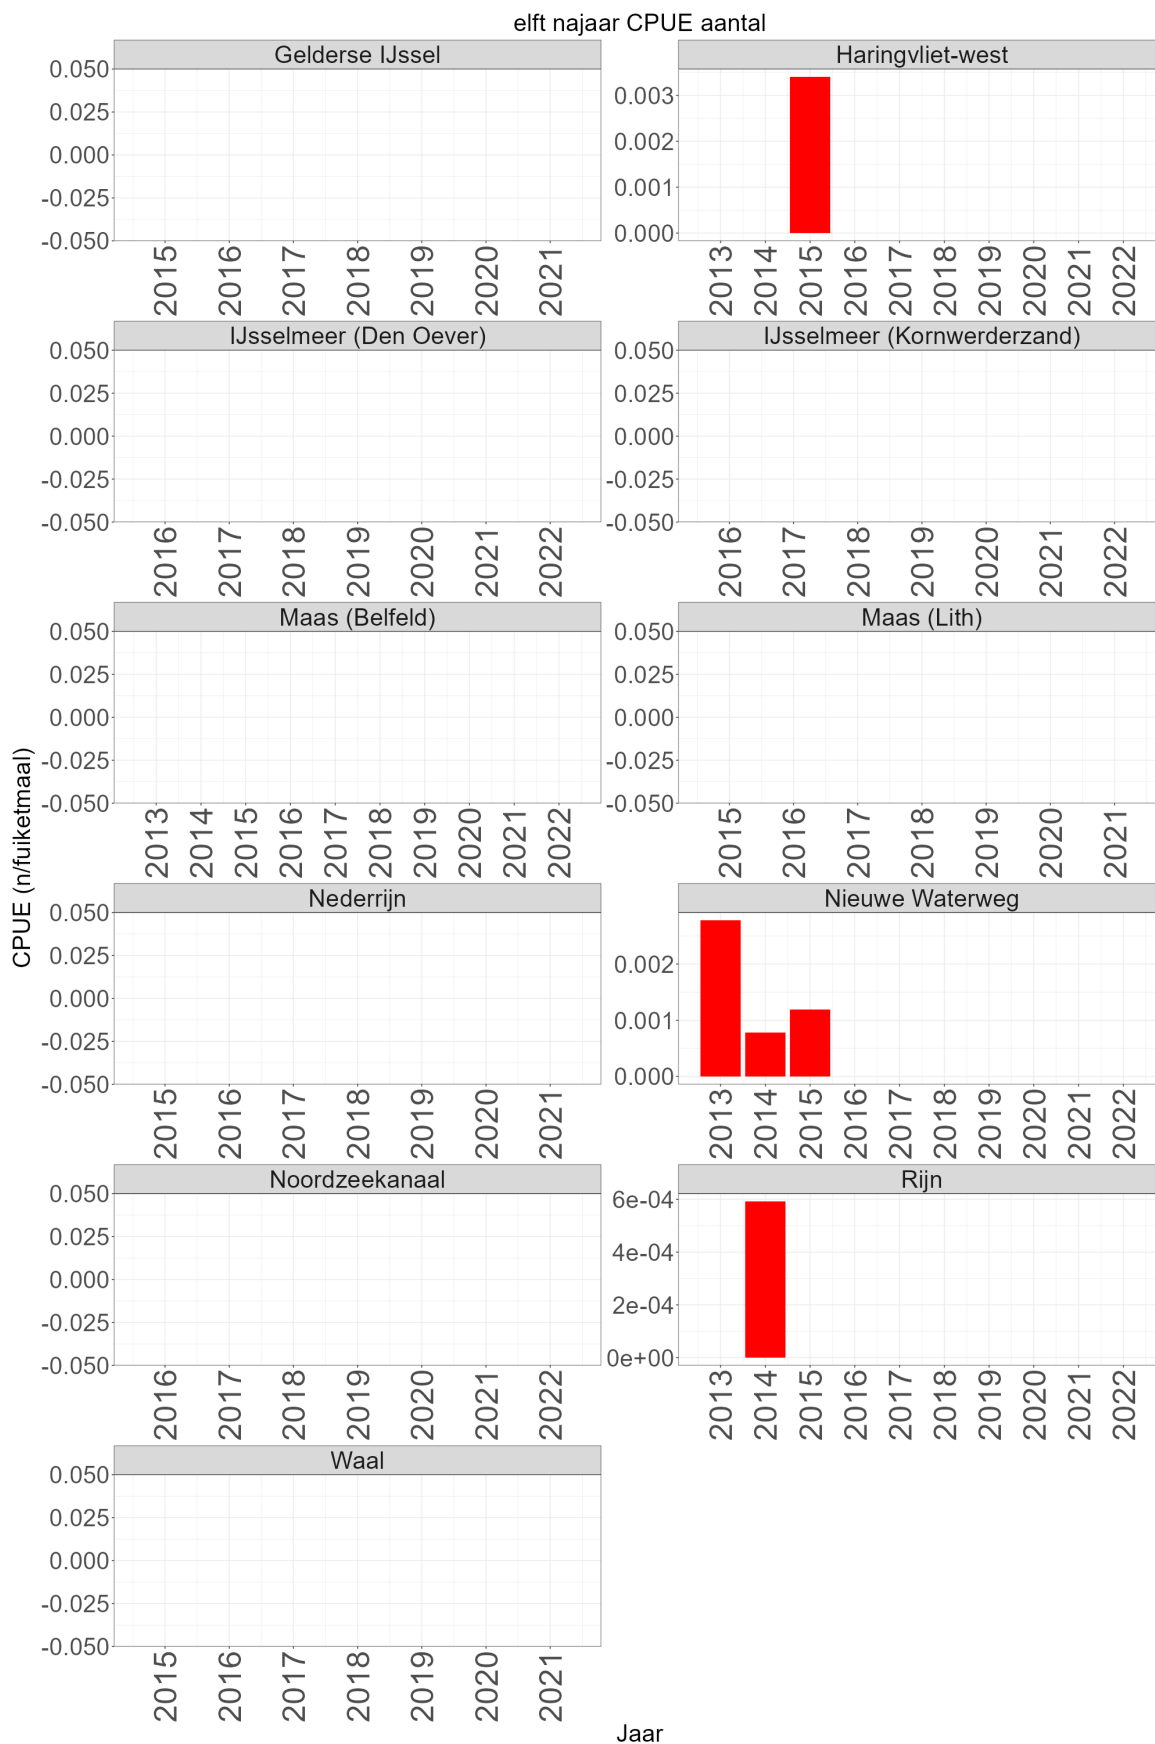 elft najaar CPUE aantal
Gelderse IJssel
0.050
0.025
0.000
-0.025
-0.050
2015 2016 2017 2018 2019 2020 2021
Haringvliet-west
0.003
0.002
0.001
0.000
2013 2014 2015 2016 2017 2018 2019 2020 2021 2022
IJsselmeer (Den Oever)
0.050
0.025
0.000
-0.025
-0.050
2016 2017 2018 2019 2020 2021 2022
IJsselmeer (Kornwerderzand)
0.050
0.025
0.000
-0.025
-0.050
2016 2017 2018 2019 2020 2021 2022
Maas (Belfeld)
0.050
0.025
0.000
-0.025
-0.050
2013 2014 2015 2016 2017 2018 2019 2020 2021 2022
Maas (Lith)
0.050
0.025
0.000
-0.025
-0.050
2015 2016 2017 2018 2019 2020 2021
CPUE (n/fuiketmaal)
Nederrijn
0.050
0.025
0.000
-0.025
-0.050
2015 2016 2017 2018 2019 2020 2021
Nieuwe Waterweg
0.002
0.001
0.000
2013 2014 2015 2016 2017 2018 2019 2020 2021 2022
Noordzeekanaal
0.050
0.025
0.000
-0.025
-0.050
2016 2017 2018 2019 2020 2021 2022
Rijn
6e-04
4e-04
2e-04
0e+00
2013 2014 2015 2016 2017 2018 2019 2020 2021 2022
Waal
0.050
0.025
0.000
-0.025
-0.050
2015 2016 2017 2018 2019 2020 2021
Jaar